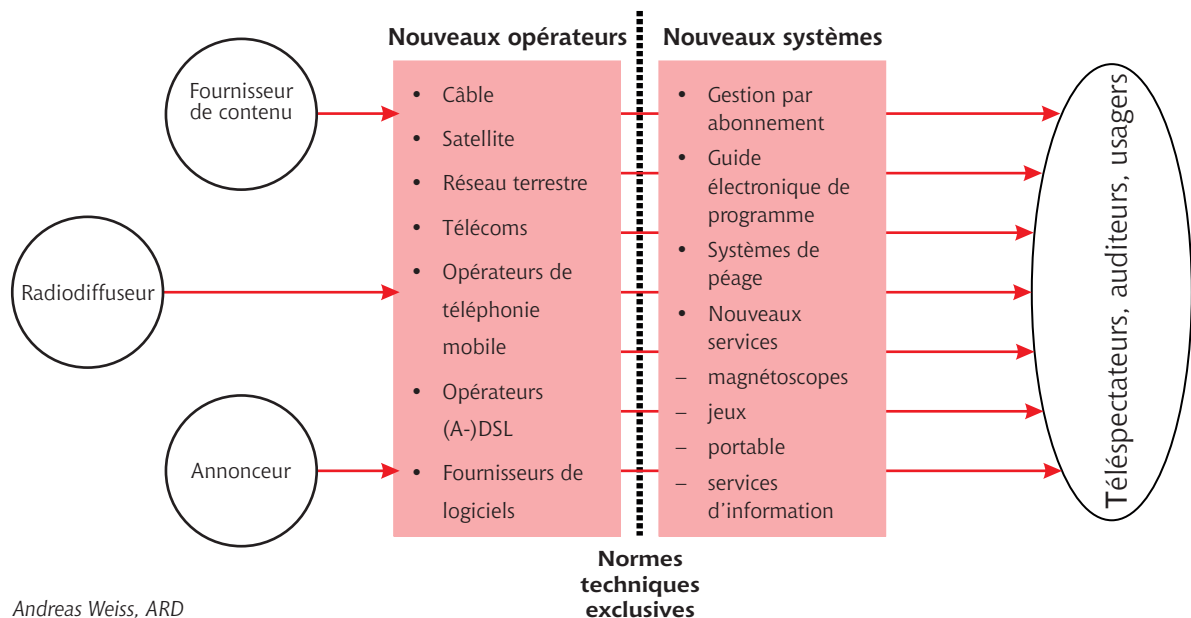 Nouveaux opérateurs
Nouveaux systèmes
Fournisseur
de contenu
Radiodiffuseur
Annonceur
• Câble
• Satellite
• Réseau terrestre
• Télécoms
• Opérateurs de
téléphonie
mobile
• Opérateurs
(A-)DSL
• Fournisseurs de
logiciels
• Gestion par
abonnement
• Guide
électronique de
programme
• Systèmes de
péage
• Nouveaux
services
– magnétoscopes
– jeux
– portable
– services
d’information
Téléspectateurs, auditeurs, usagers
Normes
techniques
exclusives
Andreas Weiss, ARD